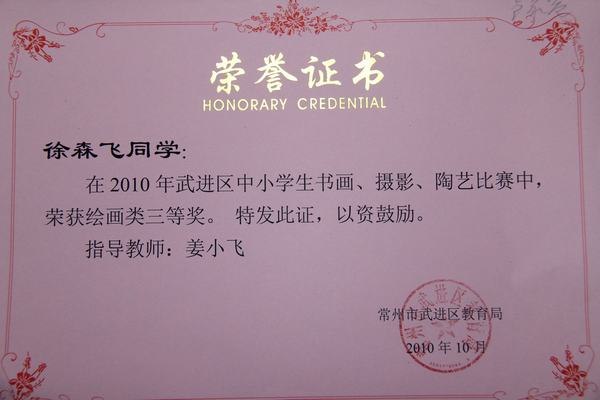 荣誉证书
HONORARY CREDENTIAL
徐森飞同学:
在2010年武进区中小学生书画、摄影、陶艺比赛中，
荣获绘画类三等奖。 特发此证，以资鼓励。
指导教师：姜小飞
常州市武进区教育局
2010年10月